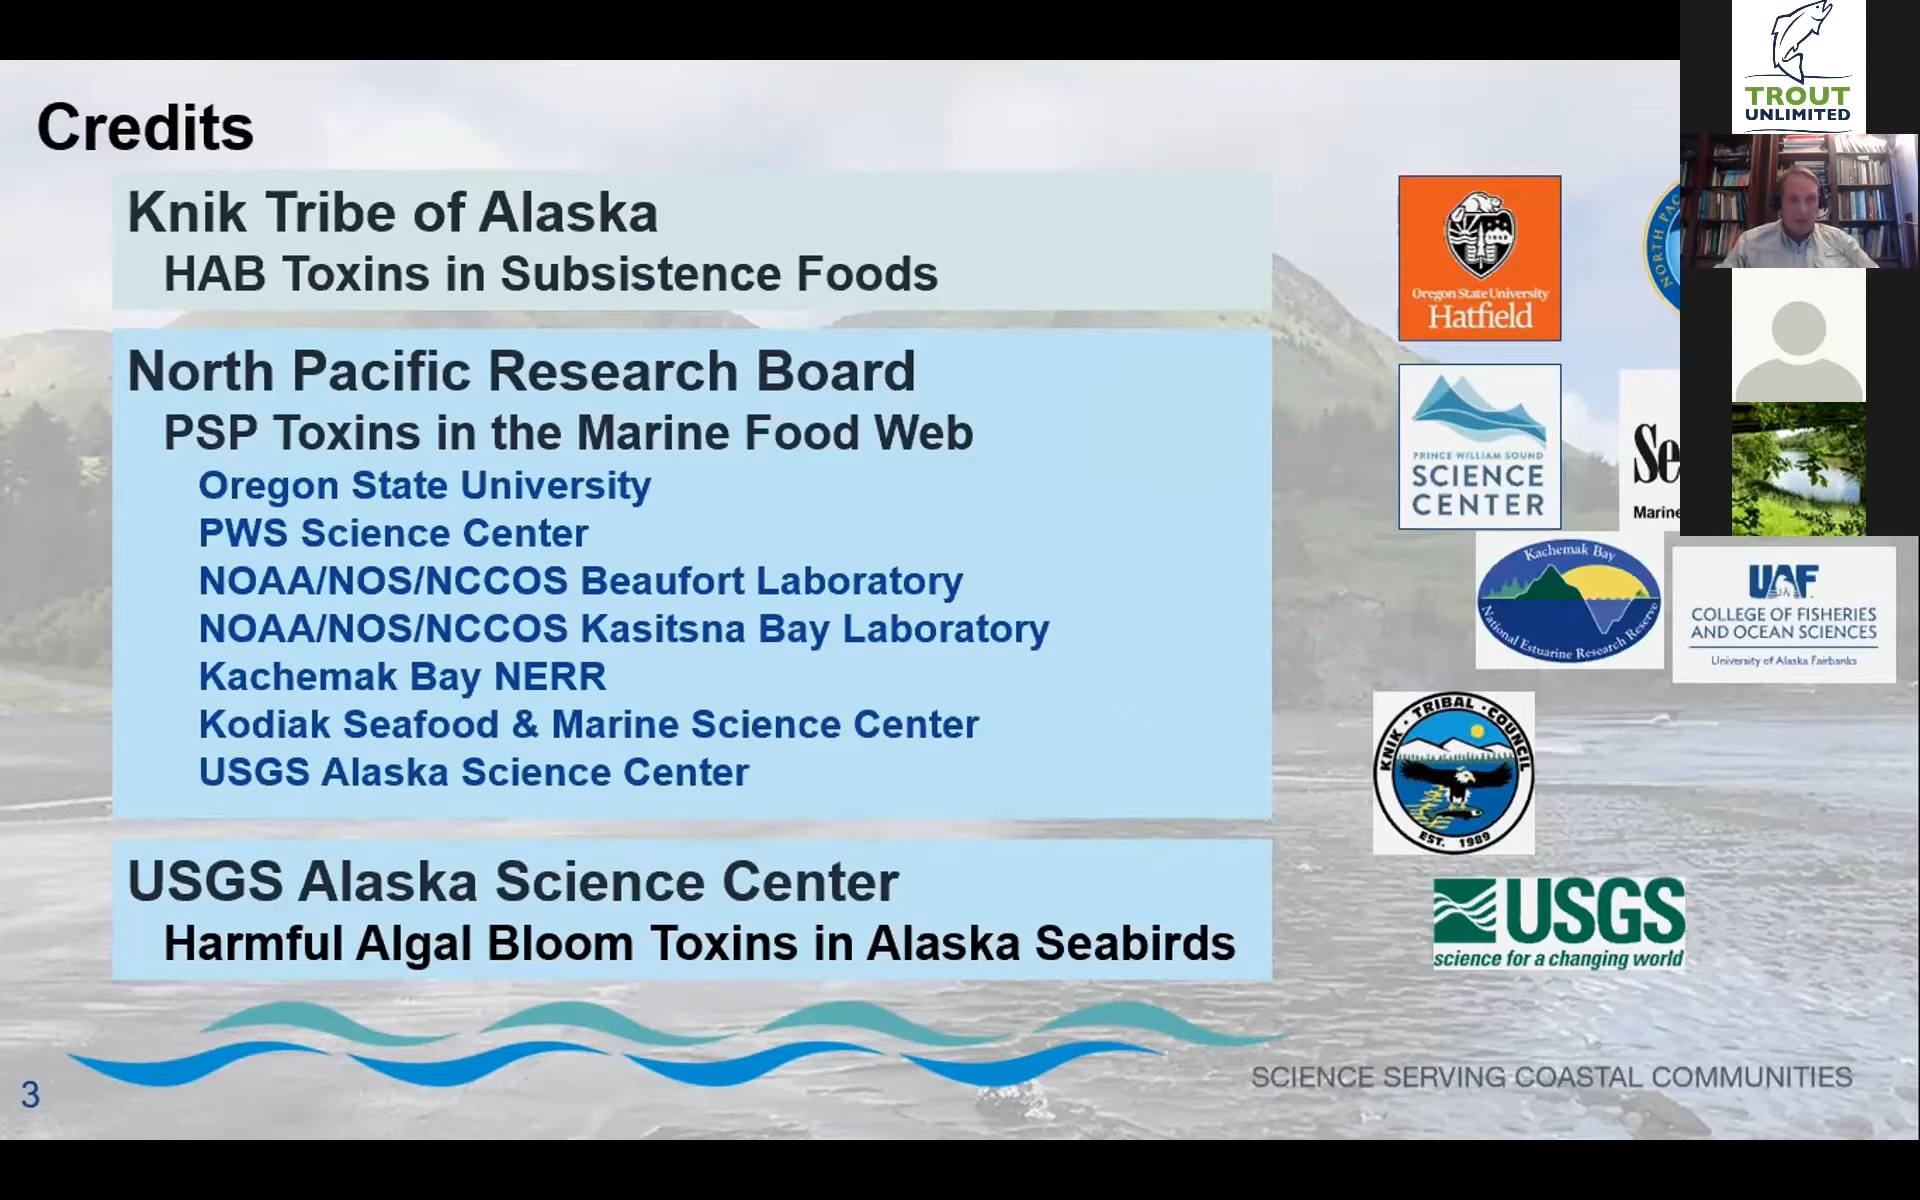 Credits
Knik Tribe of Alaska
HAB Toxins in Subsistence Foods
North Pacific Research Board
PSP Toxins in the Marine Food Web
Oregon State University
PWS Science Center
NOAA/NOS/NCCOS Beaufort Laboratory
NOAA/NOS/NCCOS Kasitsna Bay Laboratory
Kachemak Bay NERR
Kodiak Seafood & Marine Science Center
USGS Alaska Science Center
USGS Alaska Science Center
Harmful Algal Bloom Toxins in Alaska Seabirds
3
SCIENCE SERVING COASTAL COMMUNITIES
TROUT
UNLIMITED
Oregon State University
Hatfield
NORTH PAC
PRINCE WILLIAM SOUND
SCIENCE
CENTER
Se
Marine
Kachemak Bay
National Estuarine Research Reserve
UAF
COLLEGE OF FISHERIES
AND OCEAN SCIENCES
University of Alaska Fairbanks
KNIK · TRIBAL · COUNCIL
EST. 1989
USGS
science for a changing world